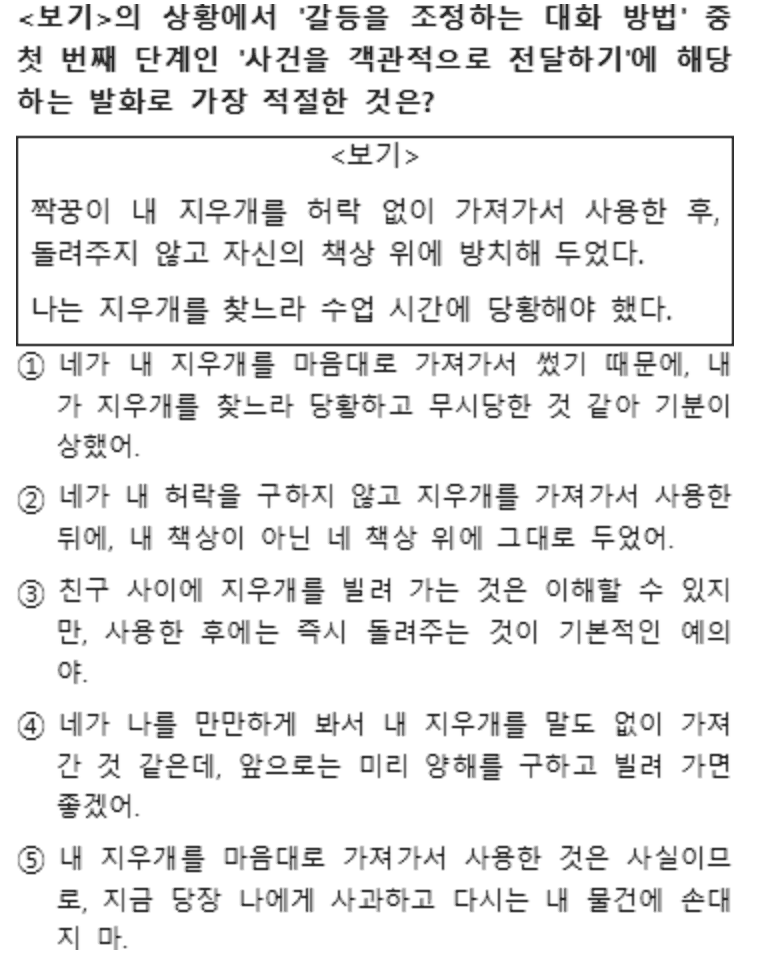 <보기>의 상황에서 '갈등을 조정하는 대화 방법' 중
첫 번째 단계인 '사건을 객관적으로 전달하기'에 해당
하는 발화로 가장 적절한 것은?
<보기>
짝꿍이 내 지우개를 허락 없이 가져가서 사용한 후,
돌려주지 않고 자신의 책상 위에 방치해 두었다.
나는 지우개를 찾느라 수업 시간에 당황해야 했다.
① 네가 내 지우개를 마음대로 가져가서 썼기 때문에, 내
가 지우개를 찾느라 당황하고 무시당한 것 같아 기분이
상했어.
② 네가 내 허락을 구하지 않고 지우개를 가져가서 사용한
뒤에, 내 책상이 아닌 네 책상 위에 그대로 두었어.
③ 친구 사이에 지우개를 빌려 가는 것은 이해할 수 있지
만, 사용한 후에는 즉시 돌려주는 것이 기본적인 예의
야.
④ 네가 나를 만만하게 봐서 내 지우개를 말도 없이 가져
간 것 같은데, 앞으로는 미리 양해를 구하고 빌려 가면
좋겠어.
⑤ 내 지우개를 마음대로 가져가서 사용한 것은 사실이므
로, 지금 당장 나에게 사과하고 다시는 내 물건에 손대
지 마.